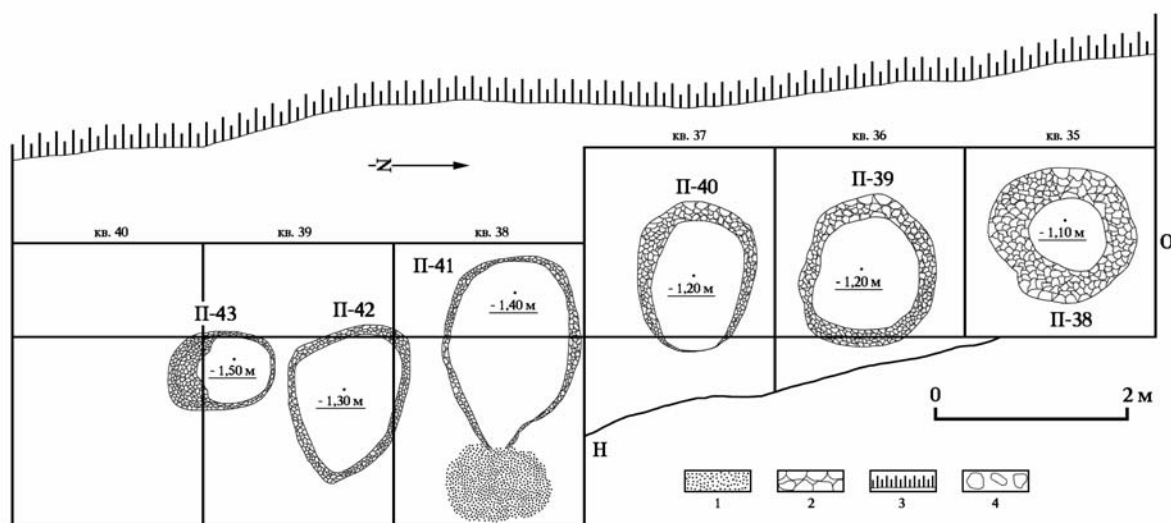 кв. 37 кв. 36 кв. 35
N
П-40 П-39
- 1,10 м
О
кв. 40 кв. 39 кв. 38
П-41
- 1,20 м - 1,20 м
- 1,40 м
П-43 П-42
П-38
- 1,50 м
- 1,30 м
0 2 м
Н
1 2 3 4